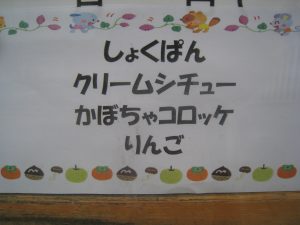 しょくぱん
クリームシチュー
かぼちゃコロッケ
りんご